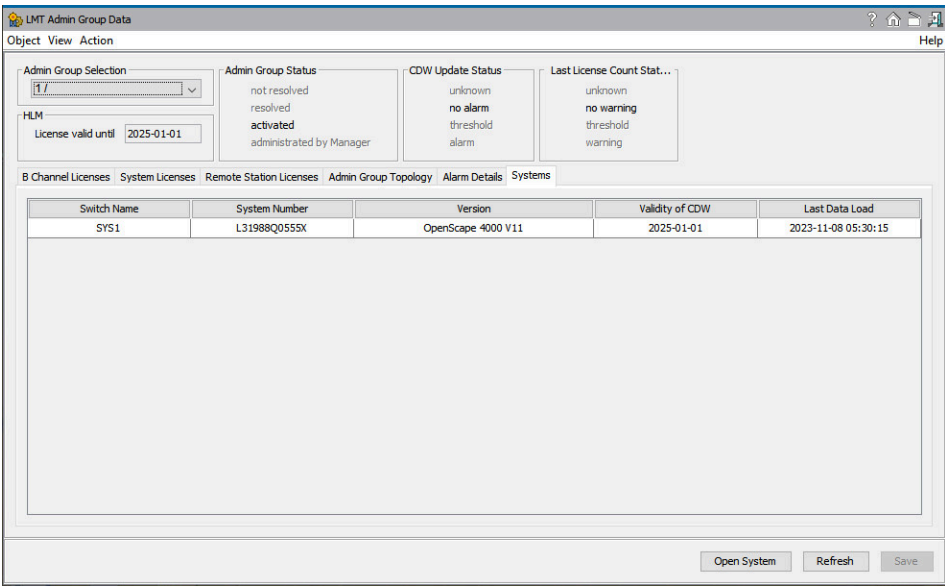 LMT Admin Group Data
?
Object View Action Help
Admin Group Selection
1 /
HLM
License valid until 2025-01-01
Admin Group Status
not resolved
resolved
activated
administrated by Manager
CDW Update Status
unknown
no alarm
threshold
alarm
Last License Count Stat...
unknown
no warning
threshold
warning
B Channel Licenses System Licenses Remote Station Licenses Admin Group Topology Alarm Details Systems
Switch Name System Number Version Validity of CDW Last Data Load
SYS1 L31988Q0555X OpenScape 4000 V11 2025-01-01 2023-11-08 05:30:15
Open System Refresh Save